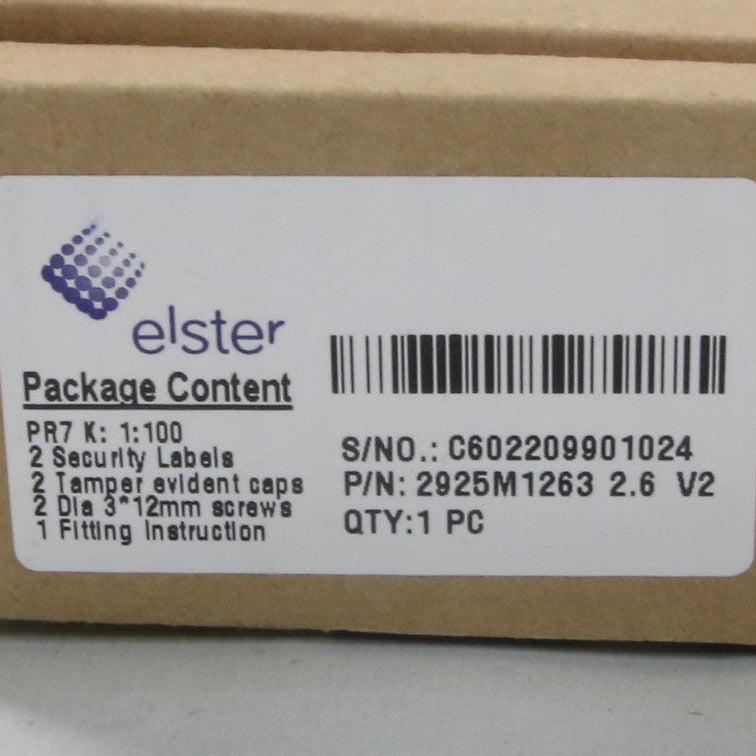 elster
Package Content
PR7 K: 1:100
2 Security Labels
2 Tamper evident caps
2 Dia 3*12mm screws
1 Fitting Instruction
S/NO.: C602209901024
P/N: 2925M1263 2.6 V2
QTY:1 PC